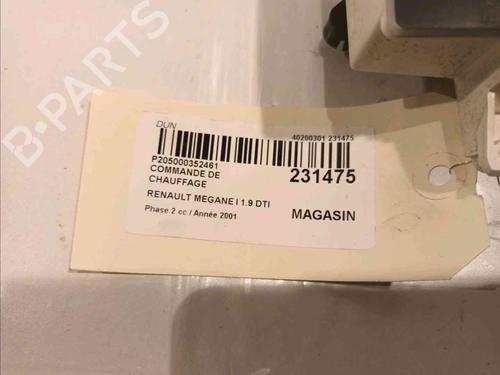 B-PARTS
DUN
40200301 231475
P205000352461
231475
COMMANDE DE
CHAUFFAGE
RENAULT MEGANE I 1.9 DTI
MAGASIN
Phase 2 cc / Année 2001